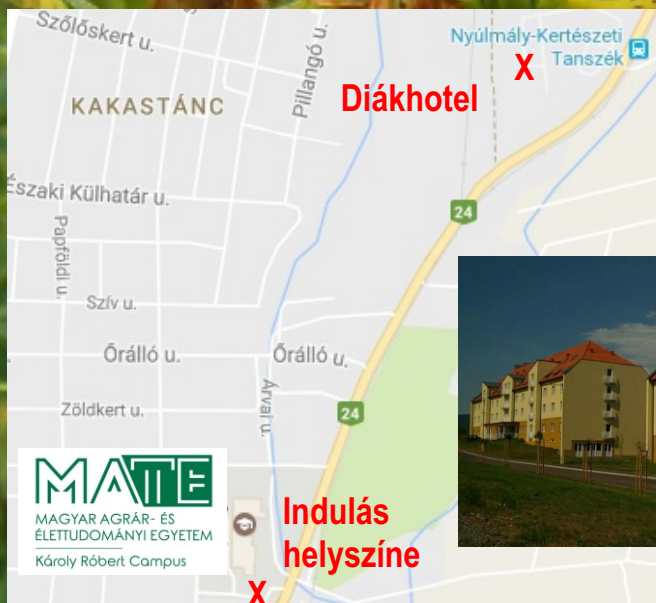 Szőlőskert u.
Pillangó u.
Nyúlmály-Kertészeti
Tanszék
X
Diákhotel
KAKASTÁNC
Északi Külhatár u.
24
Papföldi u.
Szív u.
Őrálló u.
Őrálló u.
Árvai u.
Zöldkert u.
24
MATE
MAGYAR AGRÁR- ÉS
ÉLETTUDOMÁNYI EGYETEM
Károly Róbert Campus
Indulás
helyszíne
X